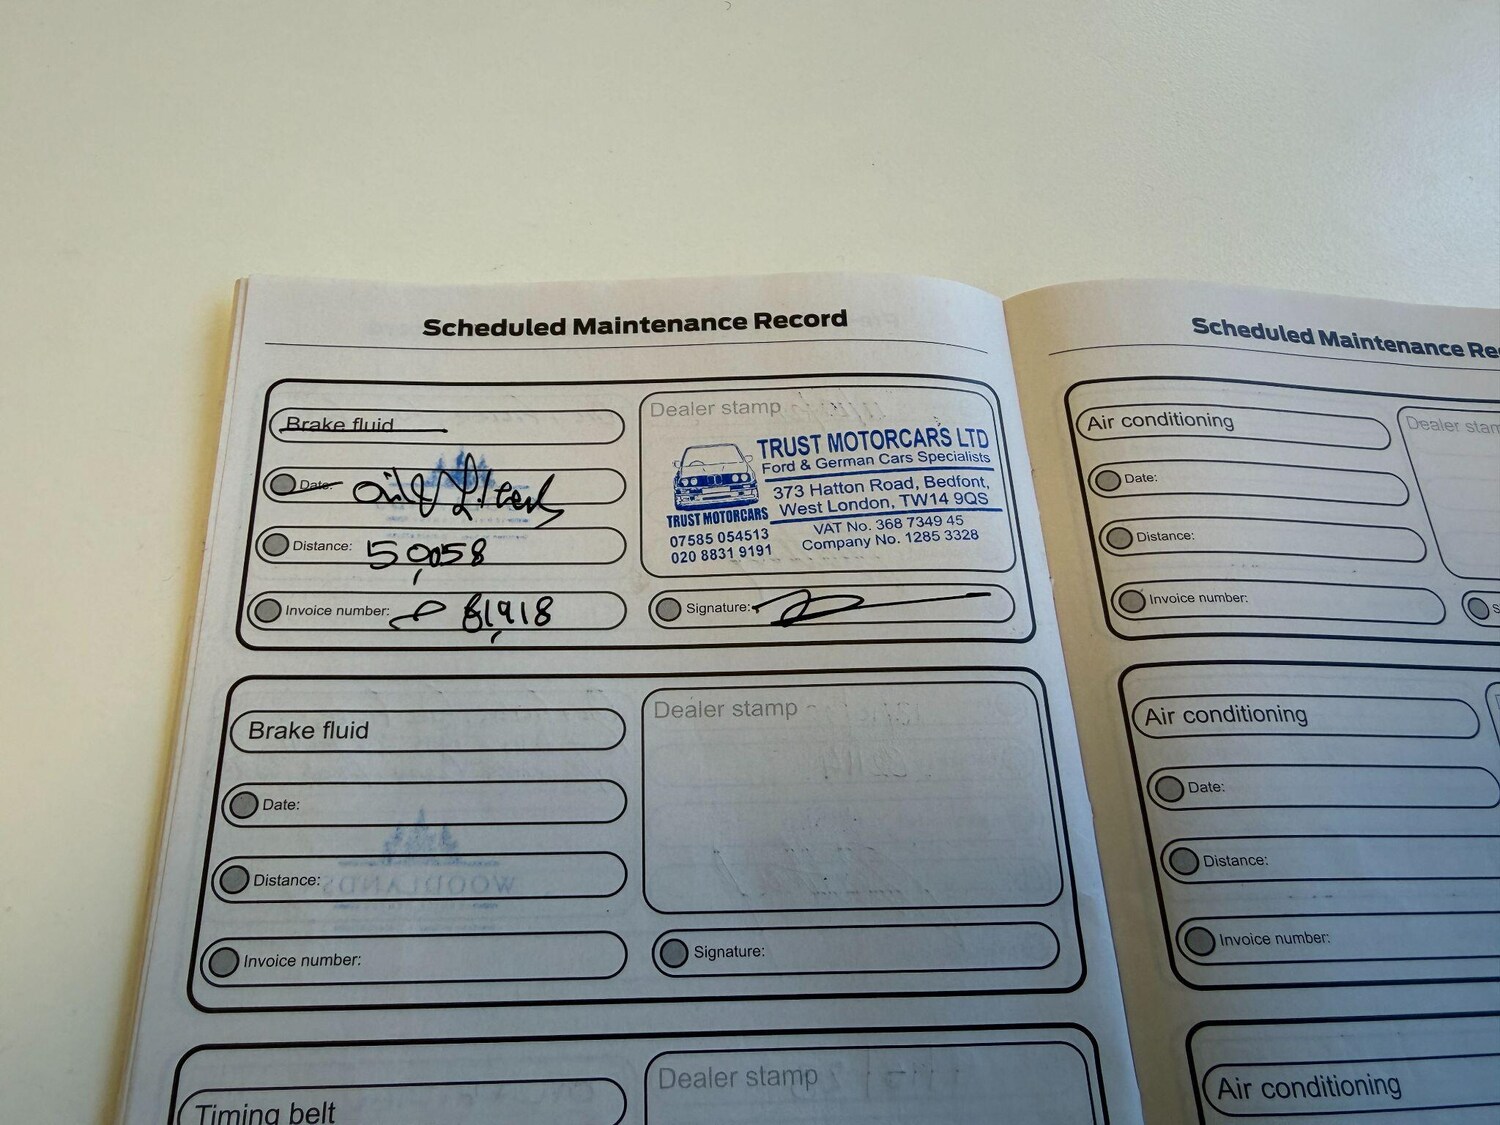 Scheduled Maintenance Record
Brake fluid
Date:
Distance: 50058
Invoice number: 81918
Dealer stamp
TRUST MOTORCARS LTD
Ford & German Cars Specialists
373 Hatton Road, Bedfont,
West London, TW14 9QS
VAT No. 368 7349 45
Company No. 1285 3328
TRUST MOTORCARS
07585 054513
020 8831 9191
Signature:
Brake fluid
Date:
Distance:
Invoice number:
Dealer stamp
Signature:
Timing belt
Dealer stamp
Scheduled Maintenance
Air conditioning
Date:
Distance:
Invoice number:
Dealer
Air conditioning
Date:
Distance:
Invoice number:
Air conditioning